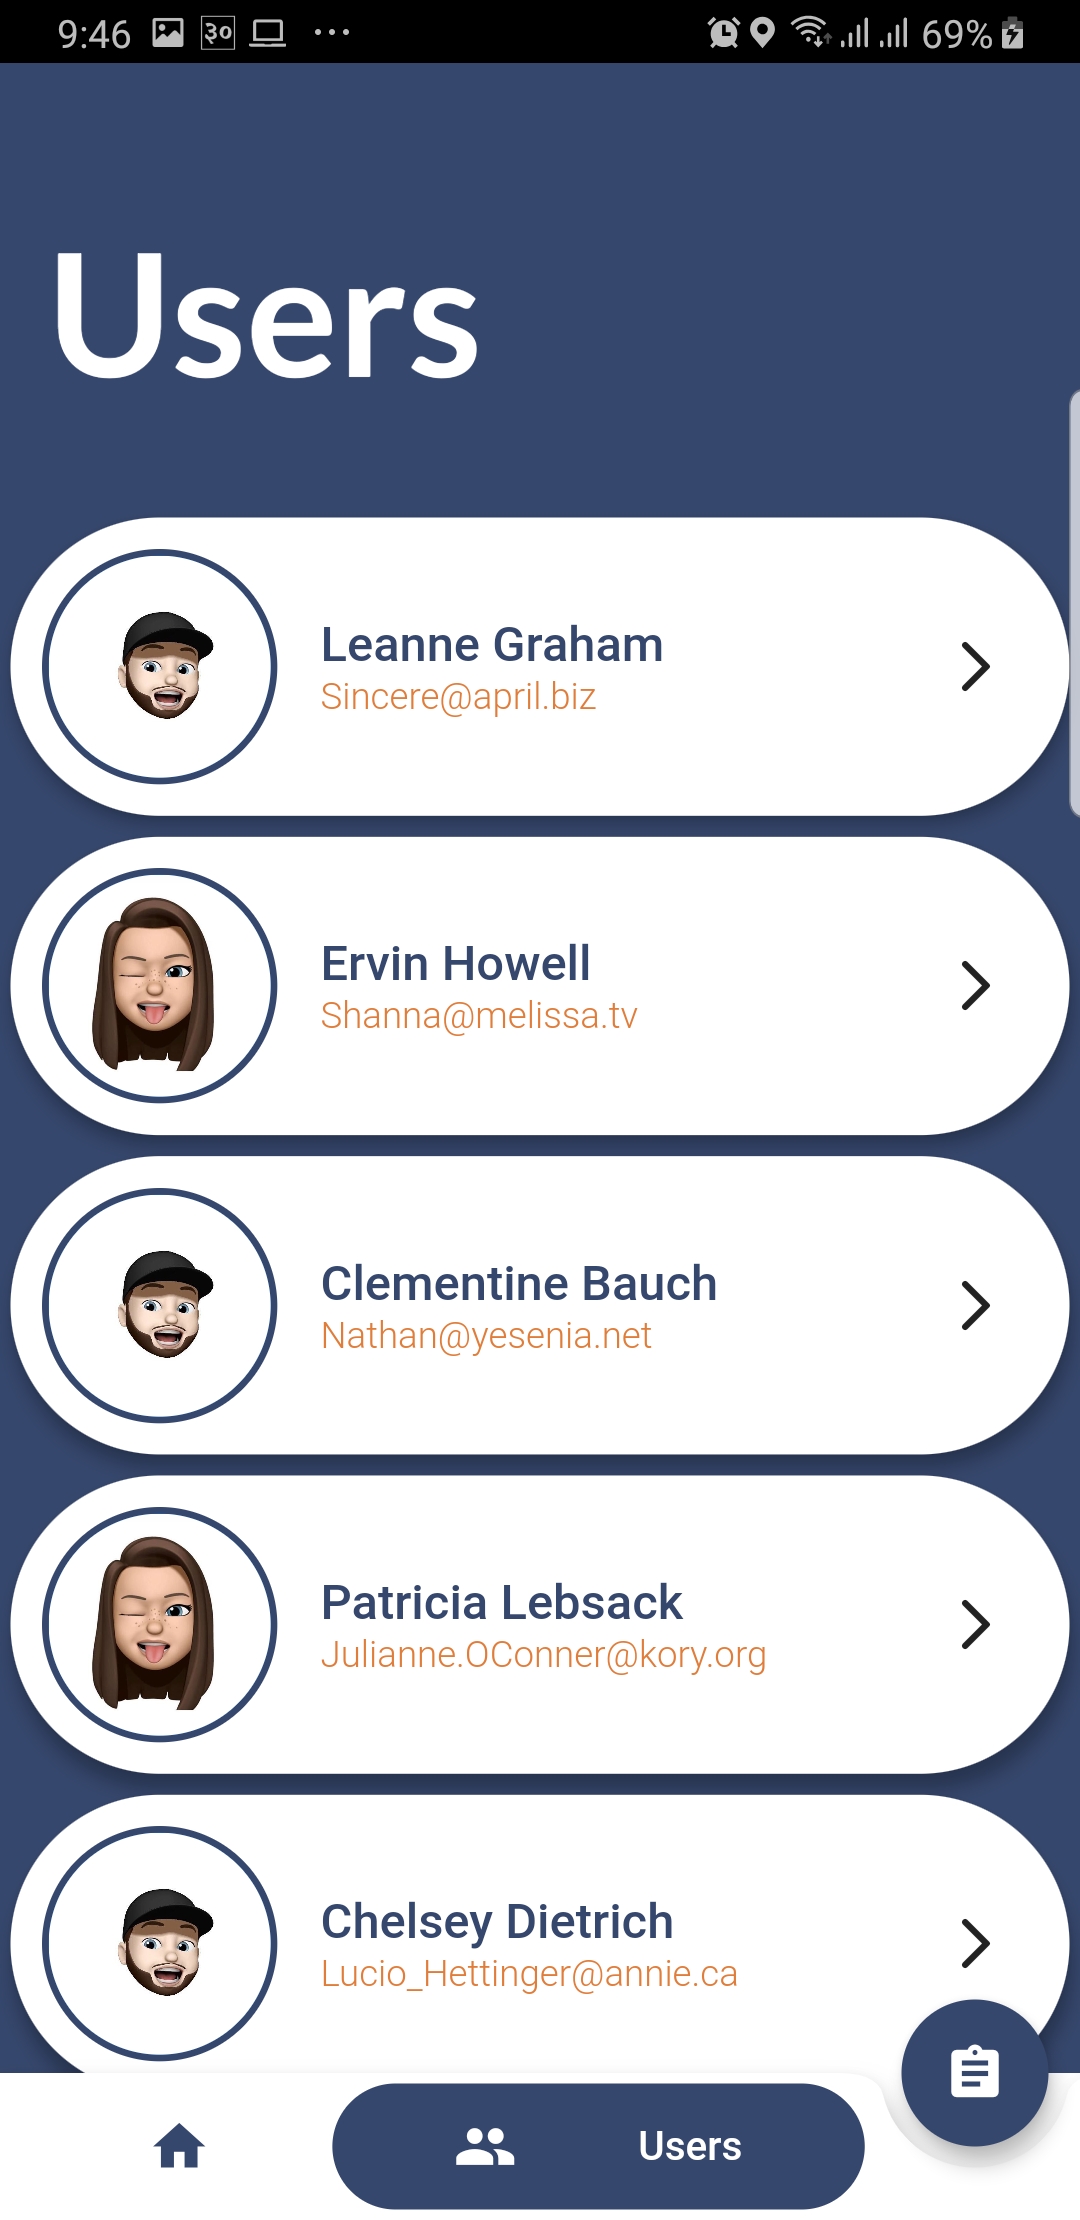 9:46 ३० 69%
Users
Leanne Graham
Sincere@april.biz
Ervin Howell
Shanna@melissa.tv
Clementine Bauch
Nathan@yesenia.net
Patricia Lebsack
Julianne.OConner@kory.org
Chelsey Dietrich
Lucio_Hettinger@annie.ca
Users